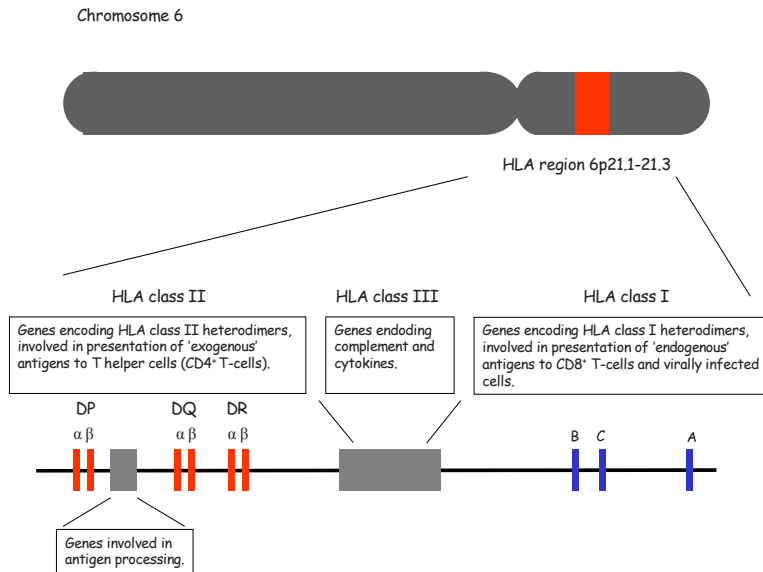 Chromosome 6
HLA region 6p21.1-21.3
HLA class II
Genes encoding HLA class II heterodimers,
involved in presentation of 'exogenous'
antigens to T helper cells (CD4⁺ T-cells).
HLA class III
Genes endoding
complement and
cytokines.
HLA class I
Genes encoding HLA class I heterodimers,
involved in presentation of 'endogenous'
antigens to CD8⁺ T-cells and virally infected
cells.
DP DQ DR
α β α β α β
B C A
Genes involved in
antigen processing.